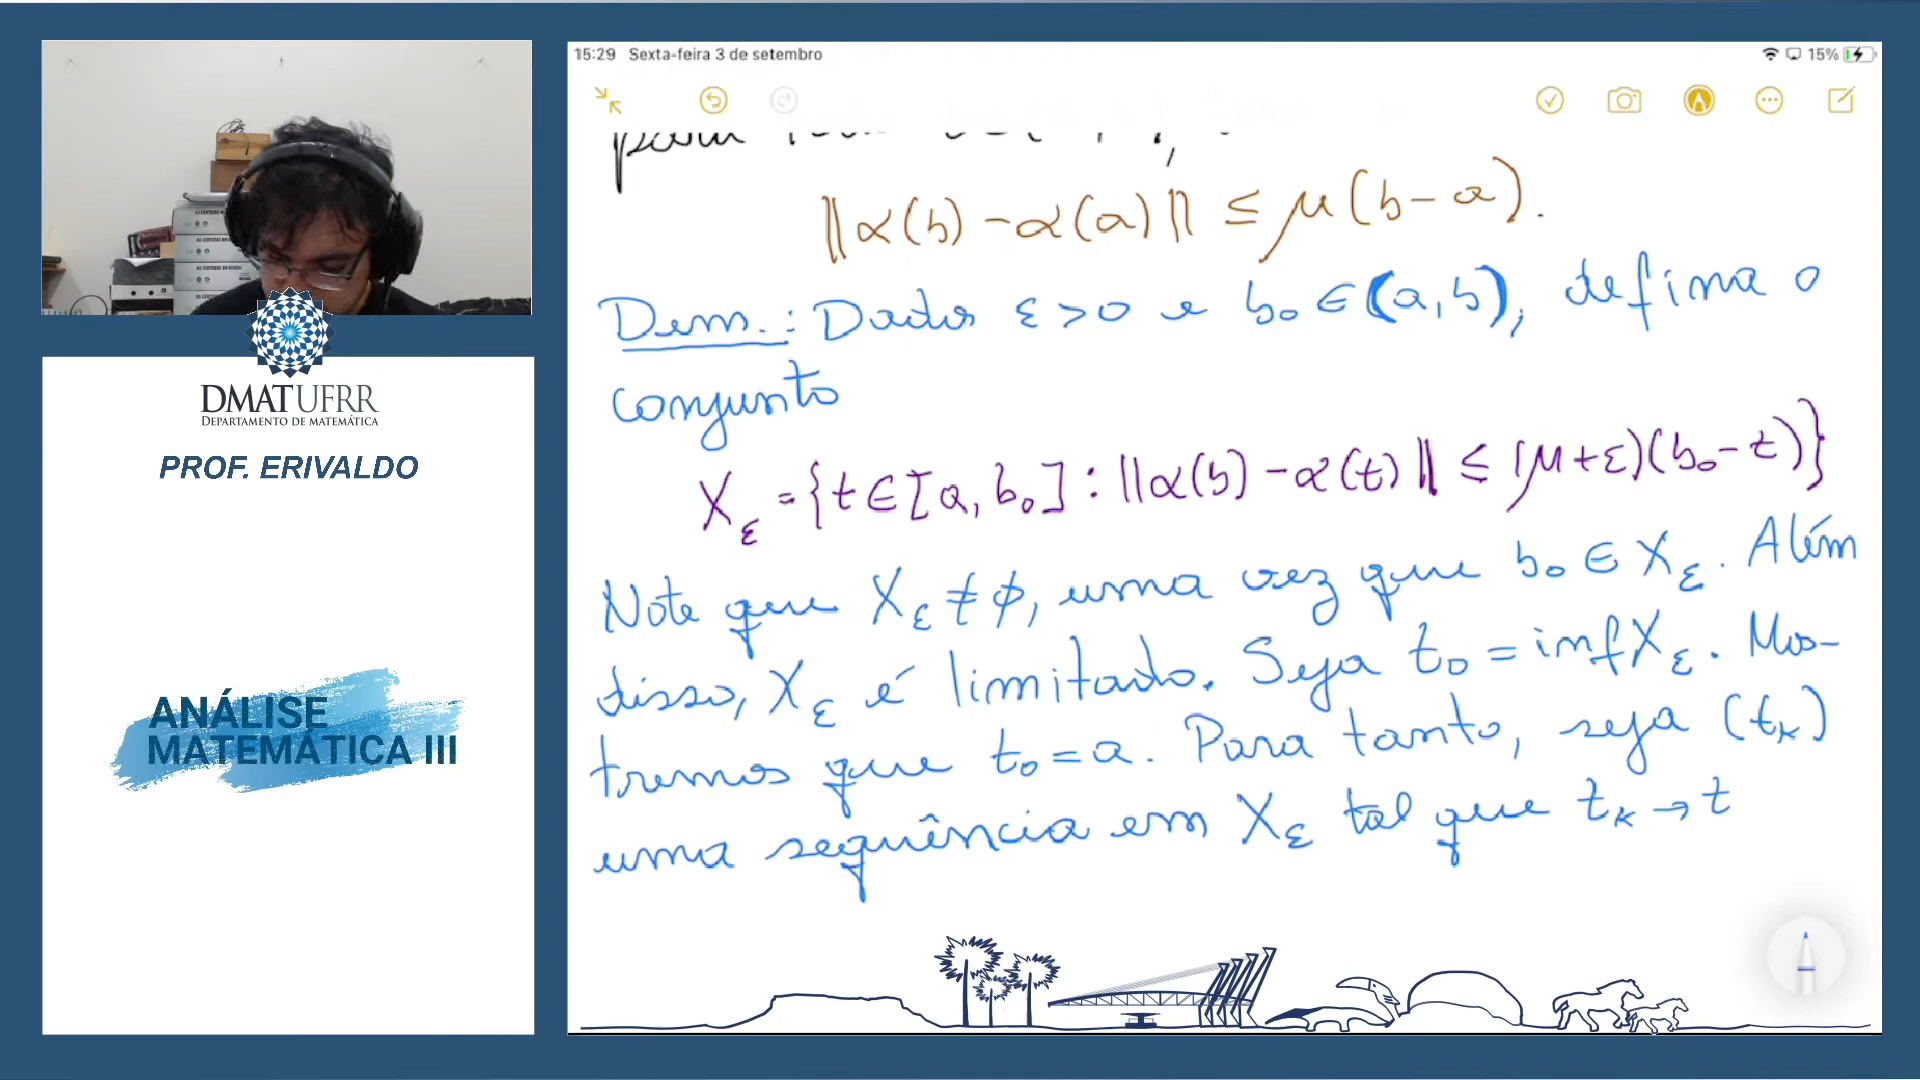 15:29 Sexta-feira 3 de setembro
15%
para
‖α(b) - α(a)‖ ≤ μ(b-a).
Dem.: Dados ε>0 e b₀∈(a,b), defina o
conjunto
X_ε = {t∈[a,b₀] : ‖α(b) - α(t)‖ ≤ (μ+ε)(b₀-t)}
Note que X_ε ≠ ϕ, uma vez que b₀ ∈ X_ε. Além
disso, X_ε é limitado. Seja t₀ = inf X_ε. Mos-
tremos que t₀ = a. Para tanto, seja (t_k)
uma sequência em X_ε tal que t_k → t
DMATUFRR
DEPARTAMENTO DE MATEMÁTICA
PROF. ERIVALDO
ANÁLISE
MATEMÁTICA III